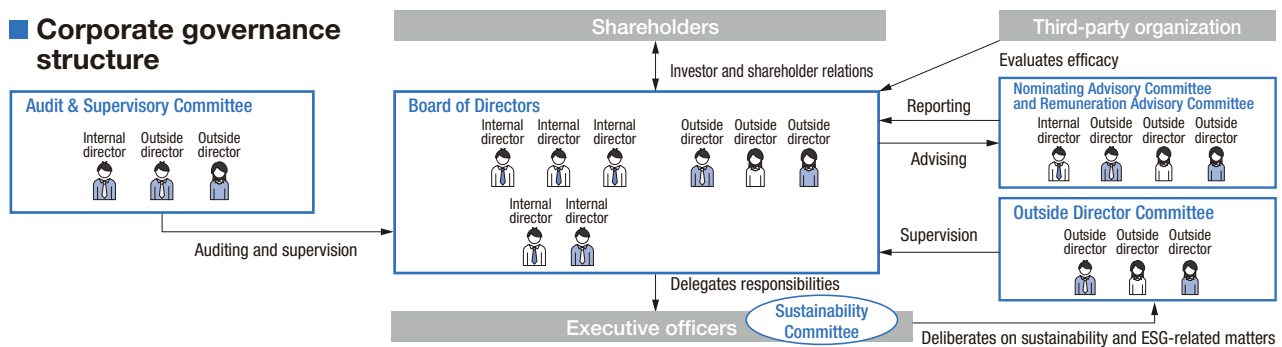 Corporate governance
structure
Shareholders
Third-party organization
Investor and shareholder relations
Evaluates efficacy
Audit & Supervisory Committee
Internal
director
Outside
director
Outside
director
Auditing and supervision
Board of Directors
Internal
director
Internal
director
Internal
director
Outside
director
Outside
director
Outside
director
Internal
director
Internal
director
Reporting
Advising
Nominating Advisory Committee
and Remuneration Advisory Committee
Internal
director
Outside
director
Outside
director
Outside
director
Supervision
Outside Director Committee
Outside
director
Outside
director
Outside
director
Delegates responsibilities
Executive officers
Sustainability
Committee
Deliberates on sustainability and ESG-related matters